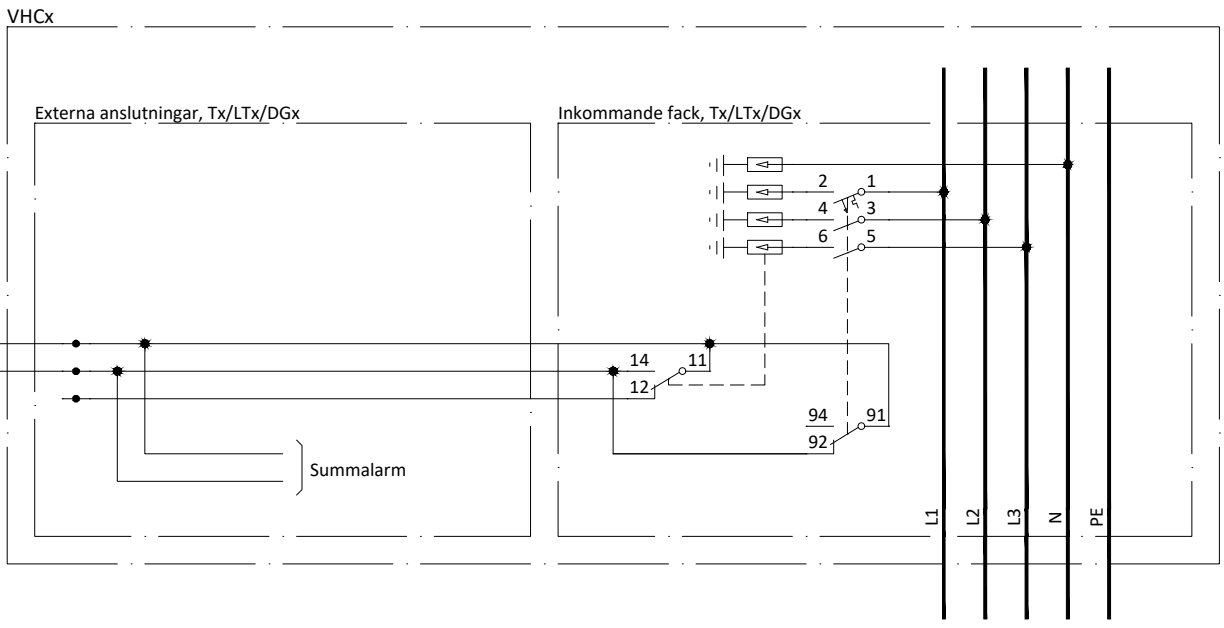 VHCx
Externa anslutningar, Tx/LTx/DGx
Inkommande fack, Tx/LTx/DGx
2 1
4 3
6 5
14 11
12
94 91
92
Summalarm
L1 L2 L3 N PE